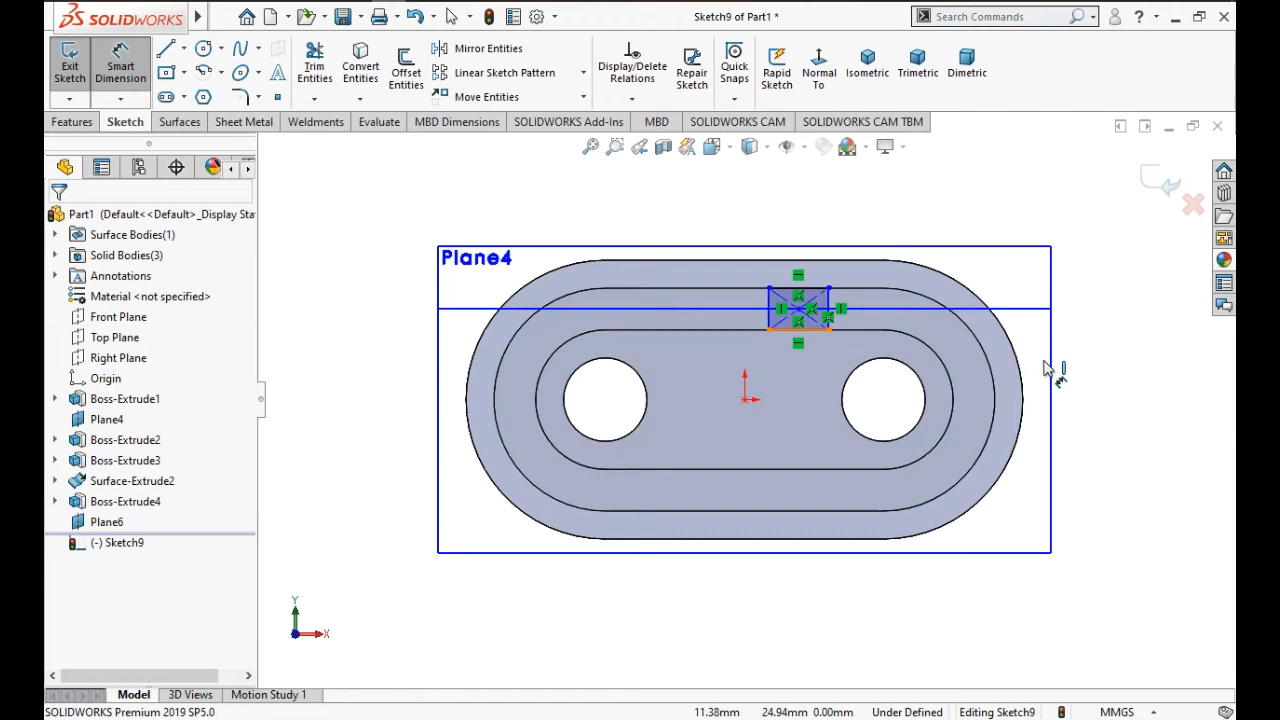 SOLIDWORKS
Sketch9 of Part1 *
Search Commands
Exit Sketch
Smart Dimension
Trim Entities
Convert Entities
Offset Entities
Mirror Entities
Linear Sketch Pattern
Move Entities
Display/Delete Relations
Repair Sketch
Quick Snaps
Rapid Sketch
Normal To
Isometric
Trimetric
Dimetric
Features
Sketch
Surfaces
Sheet Metal
Weldments
Evaluate
MBD Dimensions
SOLIDWORKS Add-Ins
MBD
SOLIDWORKS CAM
SOLIDWORKS CAM TBM
Part1 (Default<<Default>_Display Sta
Surface Bodies(1)
Solid Bodies(3)
Annotations
Material <not specified>
Front Plane
Top Plane
Right Plane
Origin
Boss-Extrude1
Plane4
Boss-Extrude2
Boss-Extrude3
Surface-Extrude2
Boss-Extrude4
Plane6
(-) Sketch9
Plane4
Y
X
Model
3D Views
Motion Study 1
SOLIDWORKS Premium 2019 SP5.0
11.38mm
24.94mm
0.00mm
Under Defined
Editing Sketch9
MMGS